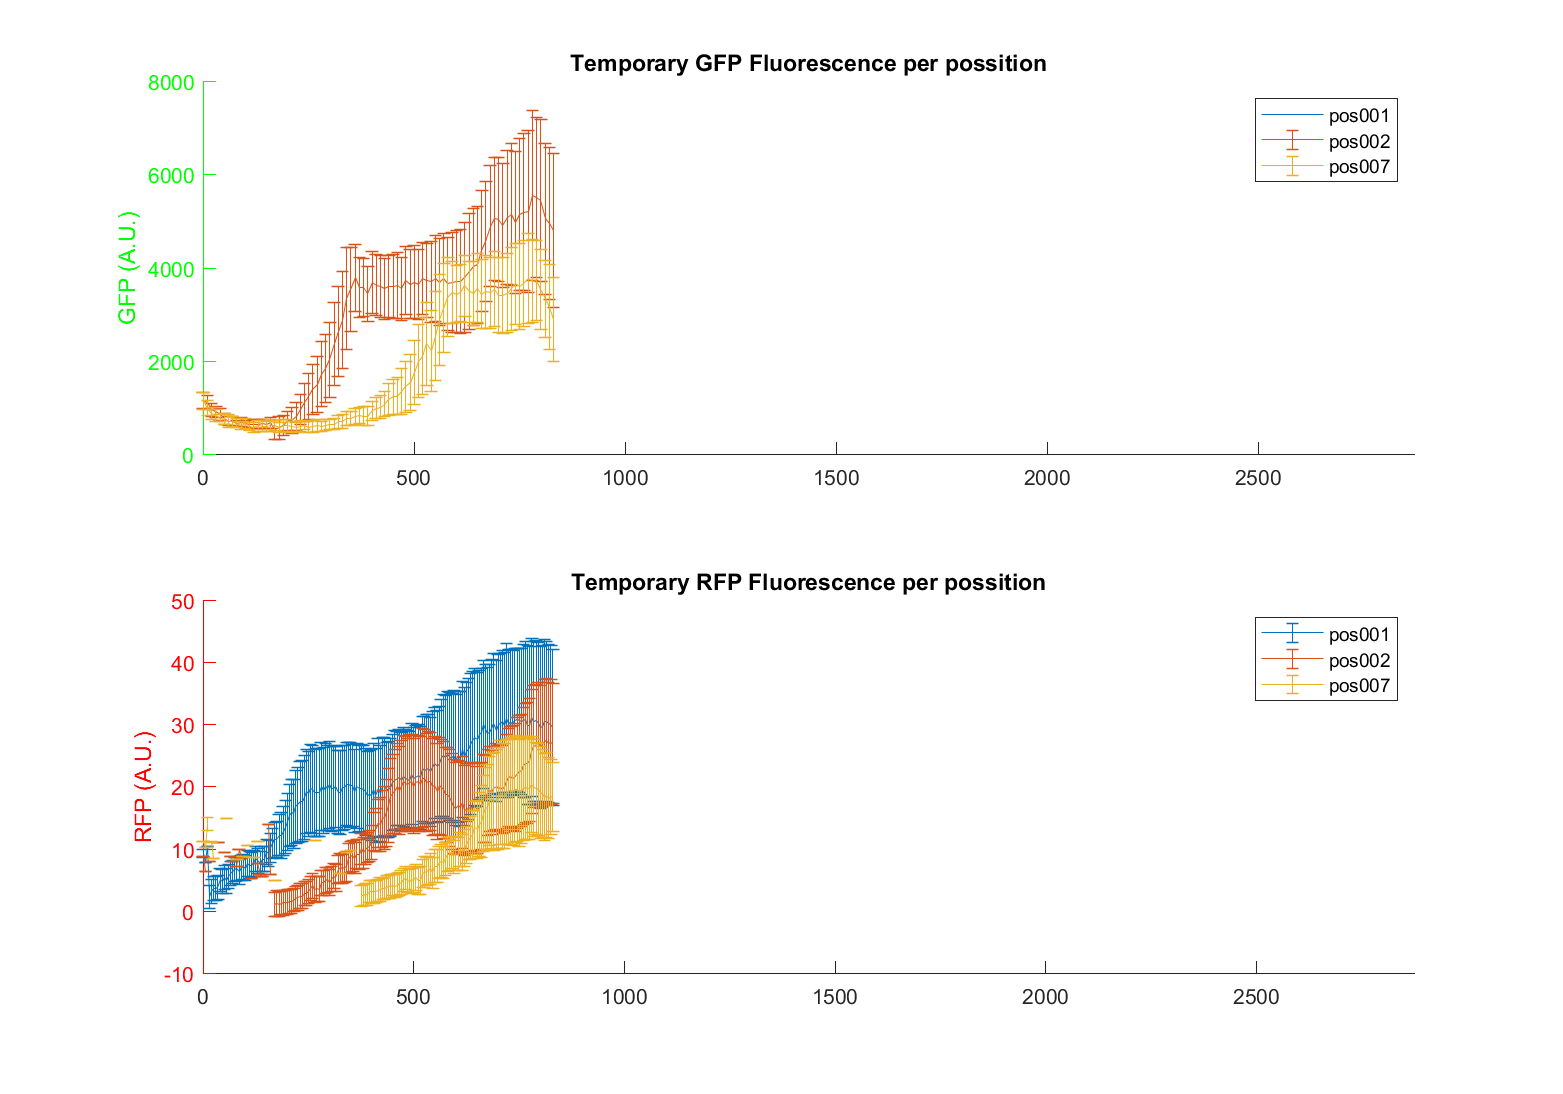 Temporary GFP Fluorescence per possition
GFP (A.U.)
8000
6000
4000
2000
0
0 500 1000 1500 2000 2500
pos001
pos002
pos007
Temporary RFP Fluorescence per possition
RFP (A.U.)
50
40
30
20
10
0
-10
0 500 1000 1500 2000 2500
pos001
pos002
pos007